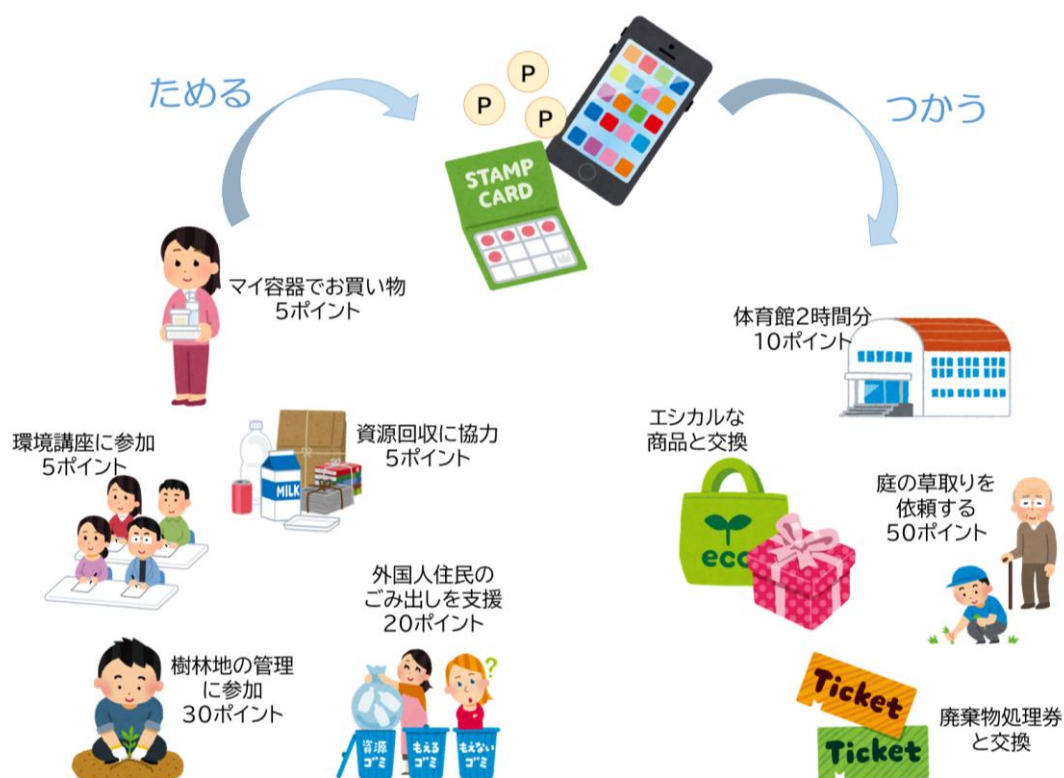 ためる
P
P
P
STAMP
CARD
つかう
マイ容器でお買い物
5ポイント
環境講座に参加
5ポイント
資源回収に協力
5ポイント
MILK
樹林地の管理
に参加
30ポイント
外国人住民の
ごみ出しを支援
20ポイント
?
資源
ゴミ
もえる
ゴミ
もえない
ゴミ
体育館2時間分
10ポイント
エシカルな
商品と交換
eco
庭の草取りを
依頼する
50ポイント
Ticket
Ticket
廃棄物処理券
と交換